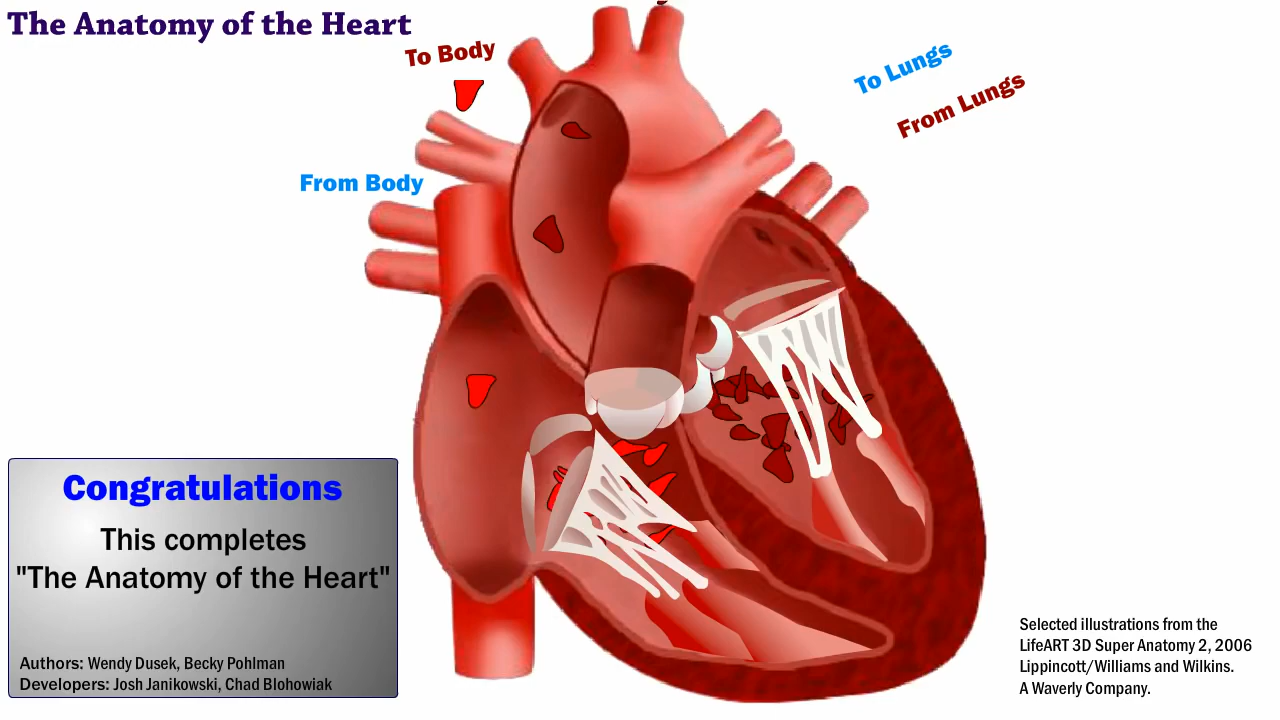 The Anatomy of the Heart
To Body
To Lungs
From Lungs
From Body
Congratulations
This completes
"The Anatomy of the Heart"
Authors: Wendy Dusek, Becky Pohlman
Developers: Josh Janikowski, Chad Blohowiak
Selected illustrations from the
LifeART 3D Super Anatomy 2, 2006
Lippincott/Williams and Wilkins.
A Waverly Company.